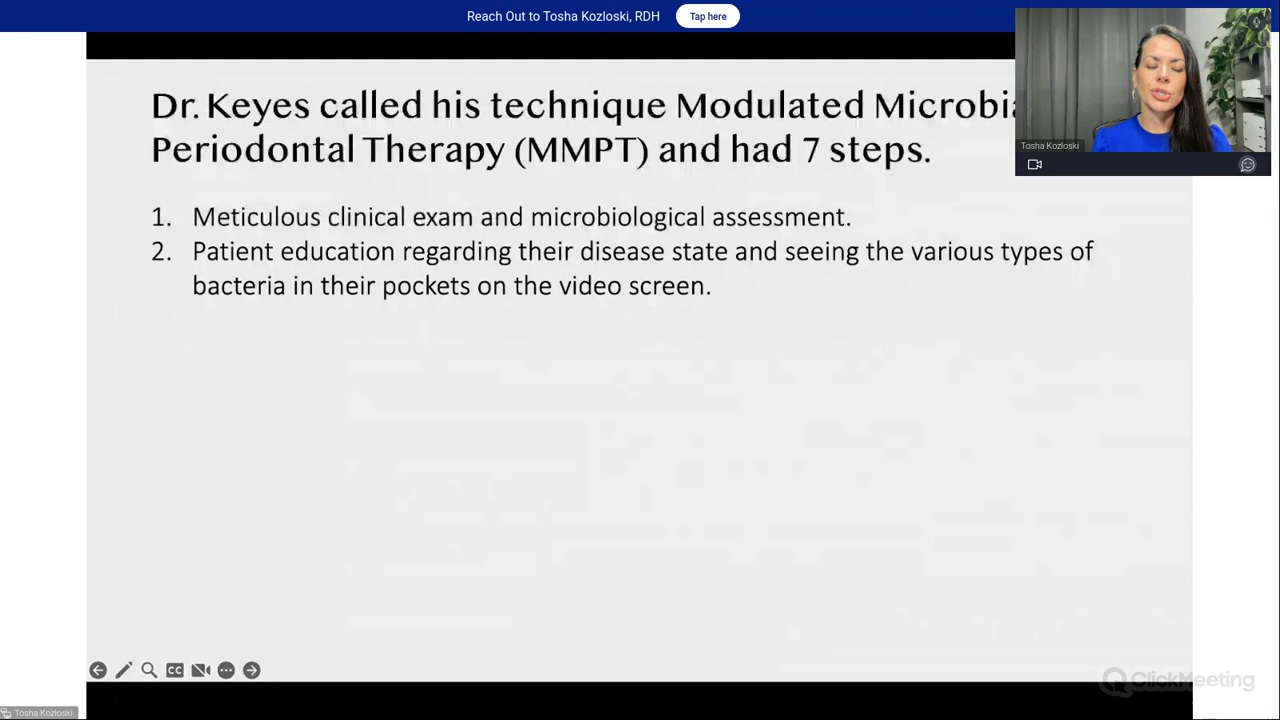 Reach Out to Tosha Kozloski, RDH Tap here
Dr. Keyes called his technique Modulated Microbia
Periodontal Therapy (MMPT) and had 7 steps.
Tosha Kozloski
1. Meticulous clinical exam and microbiological assessment.
2. Patient education regarding their disease state and seeing the various types of
bacteria in their pockets on the video screen.
CC
ClickMeeting
Tosha Kozloski